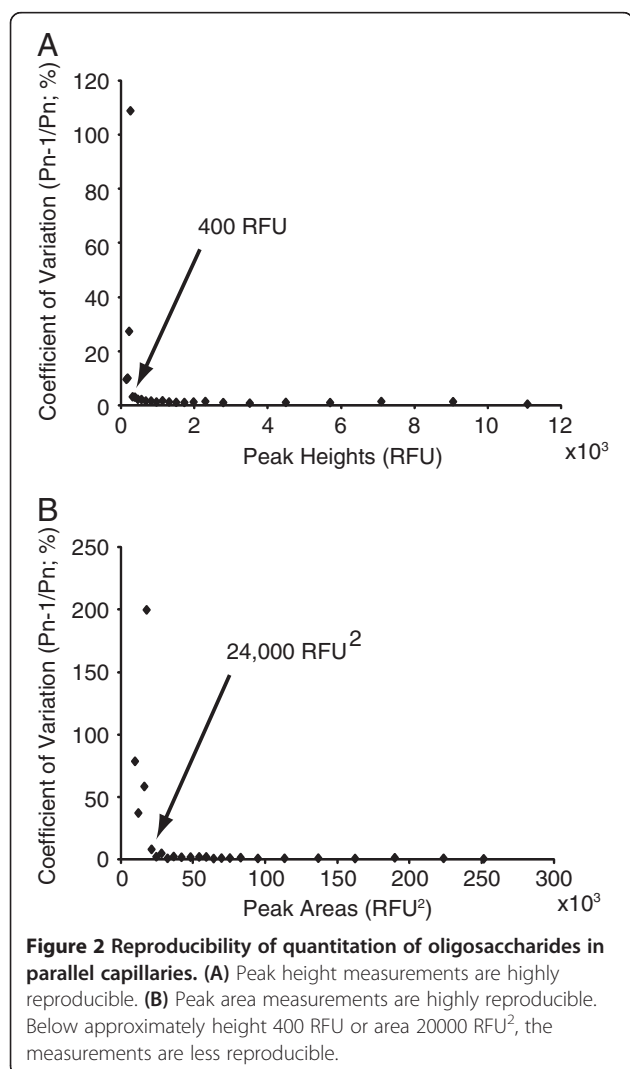 A
Coefficient of Variation (Pn-1/Pn; %)
120
100
80
60
40
20
0
400 RFU
0 2 4 6 8 10 12
x10³
Peak Heights (RFU)
B
Coefficient of Variation (Pn-1/Pn; %)
250
200
150
100
50
0
24,000 RFU²
0 50 100 150 200 250 300
x10³
Peak Areas (RFU²)
Figure 2 Reproducibility of quantitation of oligosaccharides in
parallel capillaries. (A) Peak height measurements are highly
reproducible. (B) Peak area measurements are highly reproducible.
Below approximately height 400 RFU or area 20000 RFU², the
measurements are less reproducible.